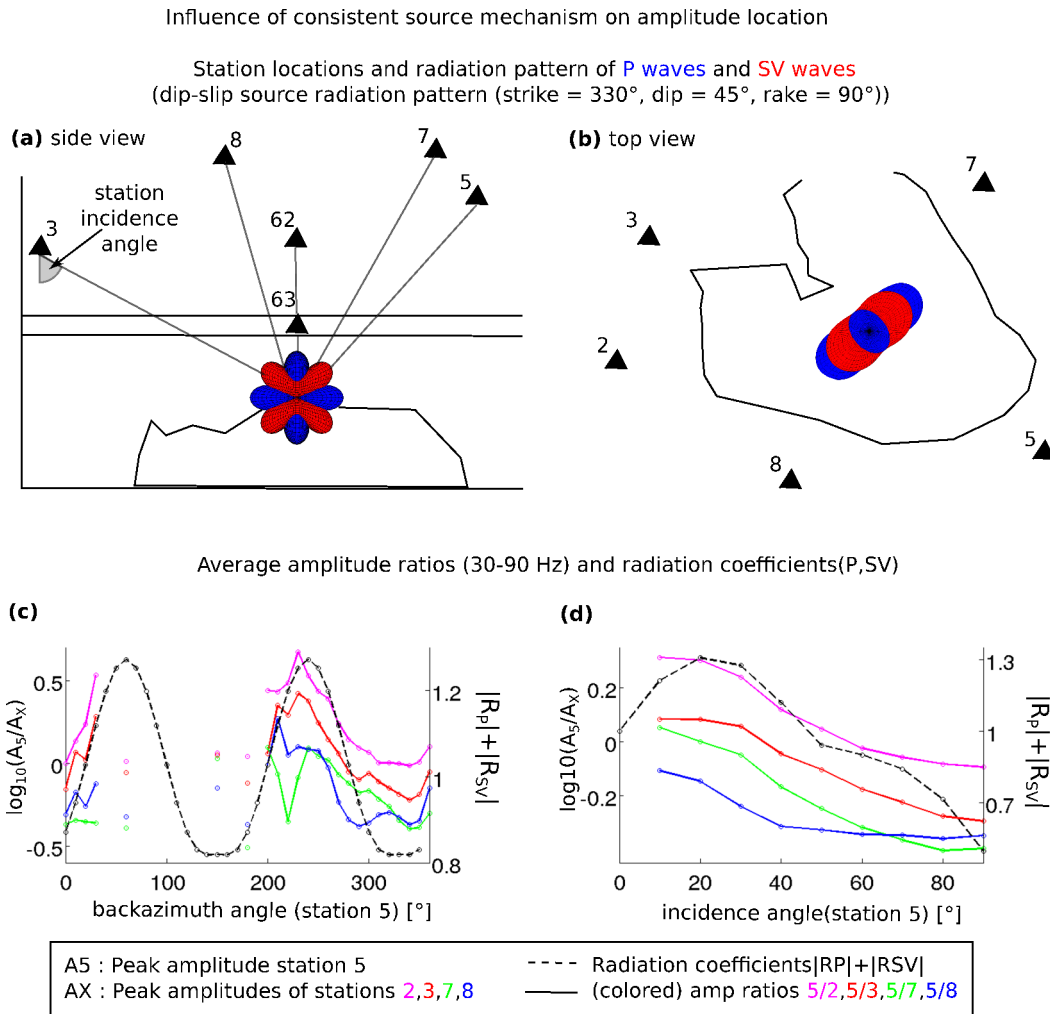 Influence of consistent source mechanism on amplitude location
Station locations and radiation pattern of P waves and SV waves
(dip-slip source radiation pattern (strike = 330°, dip = 45°, rake = 90°))
(a) side view
8
7
5
3
station
incidence
angle
62
63
(b) top view
7
3
2
5
8
Average amplitude ratios (30-90 Hz) and radiation coefficients(P,SV)
(c)
log10(A5/AX)
0.5
0
-0.5
1.2
1
0.8
|RP|+|RSV|
0 100 200 300
backazimuth angle (station 5) [°]
(d)
log10(A5/AX)
0.2
0
-0.2
1.3
1
0.7
|RP|+|RSV|
0 20 40 60 80
incidence angle(station 5) [°]
A5 : Peak amplitude station 5
AX : Peak amplitudes of stations 2,3,7,8
Radiation coefficients|RP|+|RSV|
(colored) amp ratios 5/2,5/3,5/7,5/8